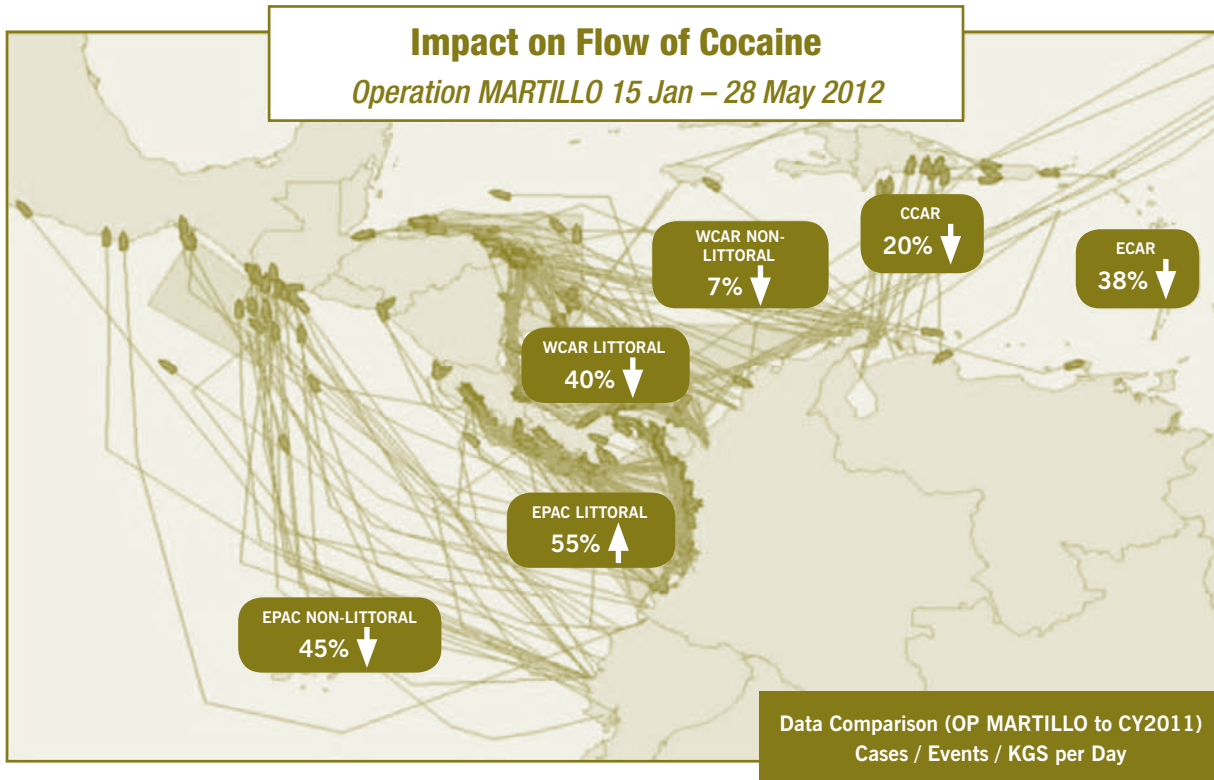 Impact on Flow of Cocaine
Operation MARTILLO 15 Jan – 28 May 2012
CCAR
20%
WCAR NON-
LITTORAL
7%
ECAR
38%
WCAR LITTORAL
40%
EPAC LITTORAL
55%
EPAC NON-LITTORAL
45%
Data Comparison (OP MARTILLO to CY2011)
Cases / Events / KGS per Day